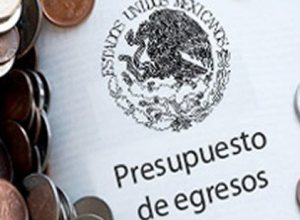 ESTADOS UNIDOS MEXICANOS
Presupuesto
de egresos